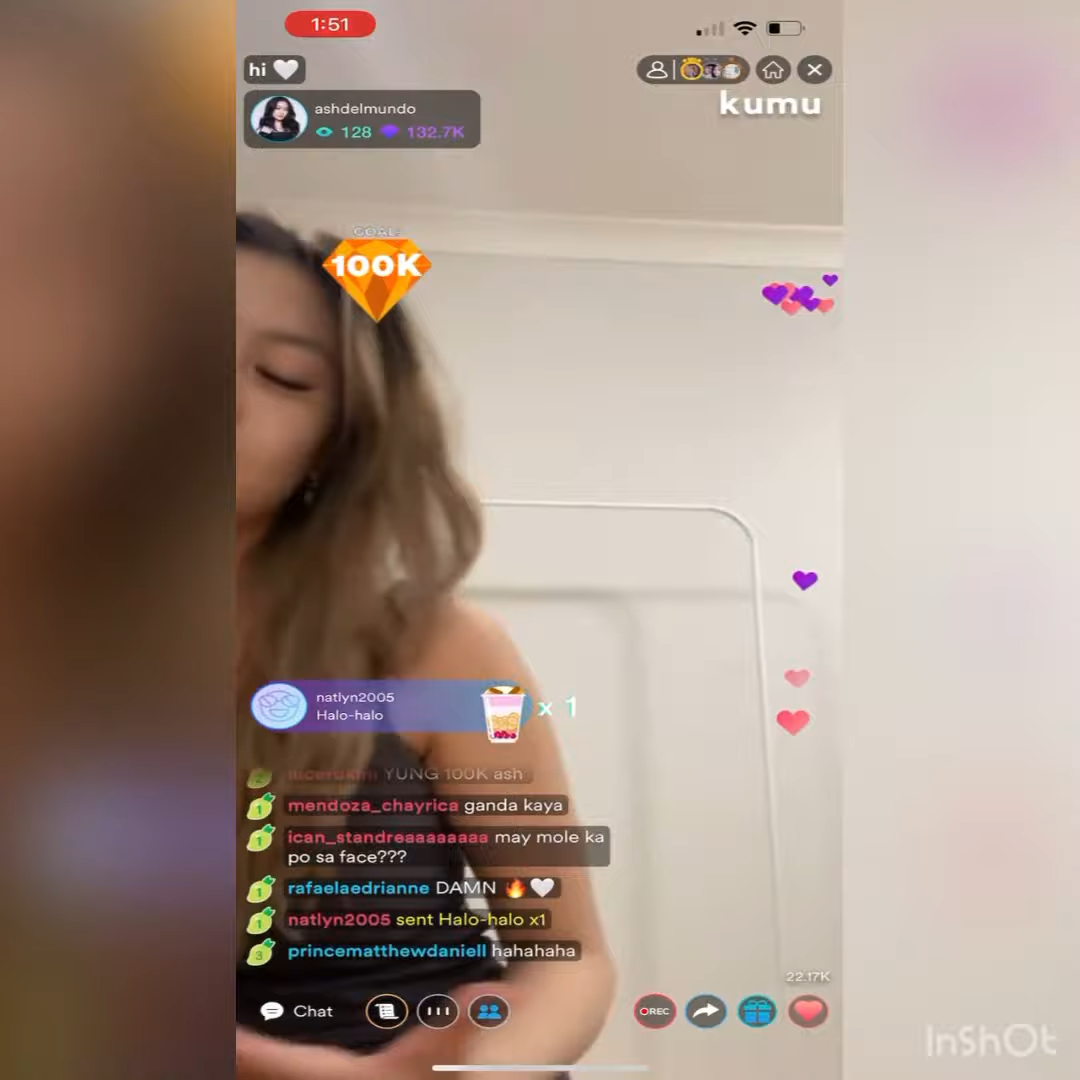 1:51
hi 🤍
kumu
ashdelmundo
128 132.7K
GOAL:
100K
natlyn2005
Halo-halo
x 1
YUNG 100K ash
mendoza_chayrica ganda kaya
ican_standreaaaaaaaa may mole ka
po sa face???
rafaelaedrianne DAMN 🔥🤍
natlyn2005 sent Halo-halo x1
princematthewdaniell hahahaha
22.17K
Chat
REC
InShOt